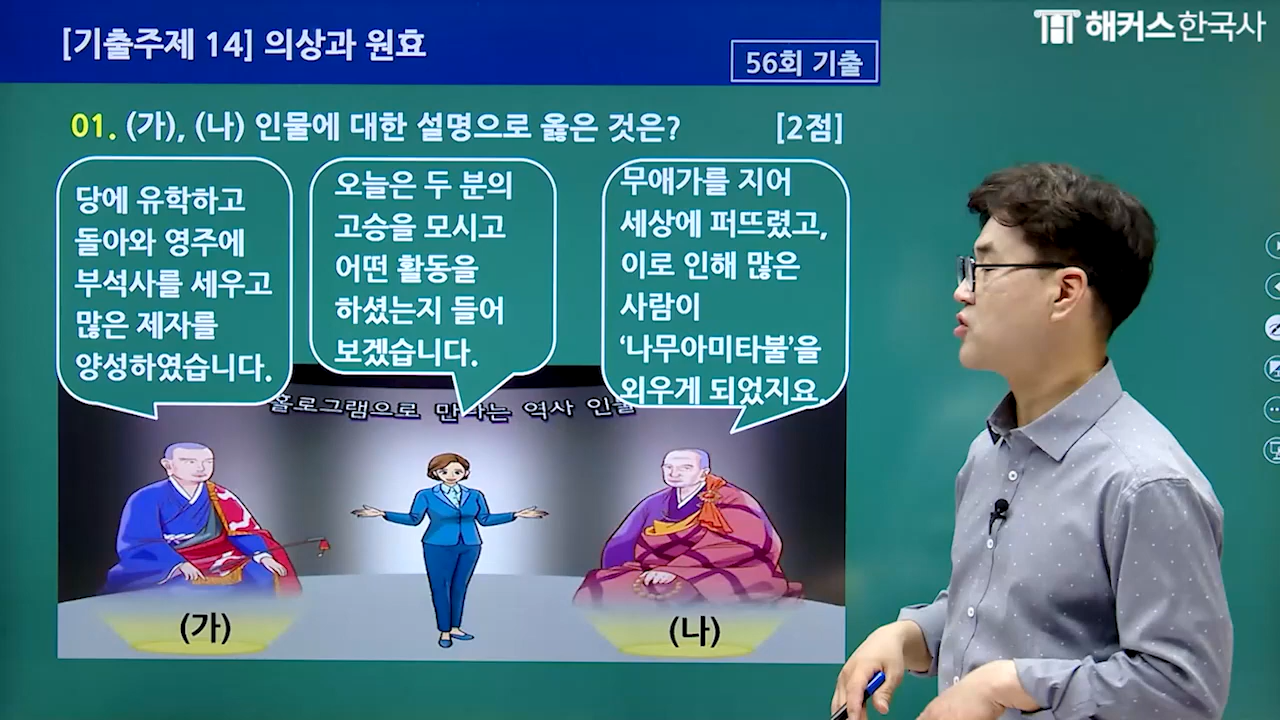 [기출주제 14] 의상과 원효
56회 기출
해커스한국사
01. (가), (나) 인물에 대한 설명으로 옳은 것은? [2점]
당에 유학하고
돌아와 영주에
부석사를 세우고
많은 제자를
양성하였습니다.
오늘은 두 분의
고승을 모시고
어떤 활동을
하셨는지 들어
보겠습니다.
무애가를 지어
세상에 퍼뜨렸고,
이로 인해 많은
사람이
‘나무아미타불’을
외우게 되었지요.
홀로그램으로 만나는 역사 인물
(가)
(나)